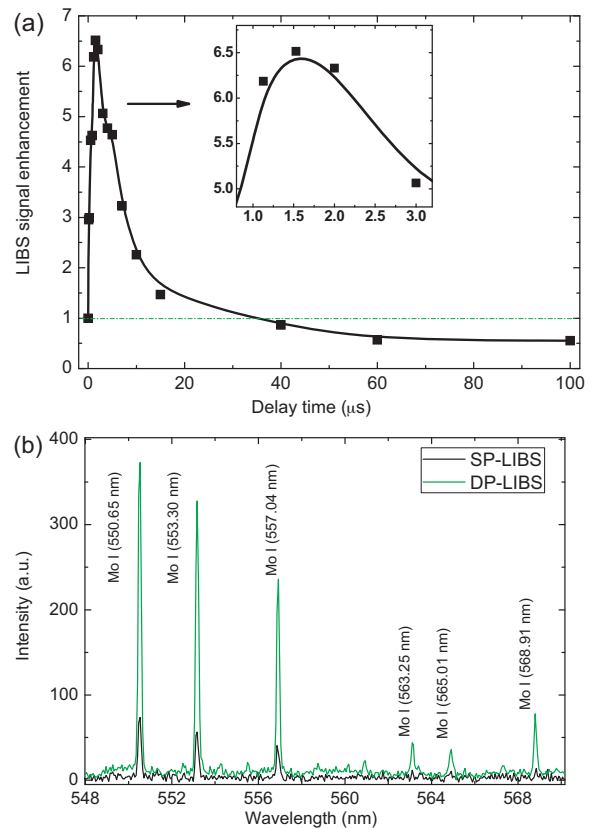 (a)
7
6
5
4
3
2
1
0
LIBS signal enhancement
0
20
40
60
80
100
Delay time (μs)
6.5
6.0
5.5
5.0
1.0
1.5
2.0
2.5
3.0
(b)
400
300
200
100
0
Intensity (a.u.)
Mo I (550.65 nm)
Mo I (553.30 nm)
Mo I (557.04 nm)
Mo I (563.25 nm)
Mo I (565.01 nm)
Mo I (568.91 nm)
SP-LIBS
DP-LIBS
548
552
556
560
564
568
Wavelength (nm)